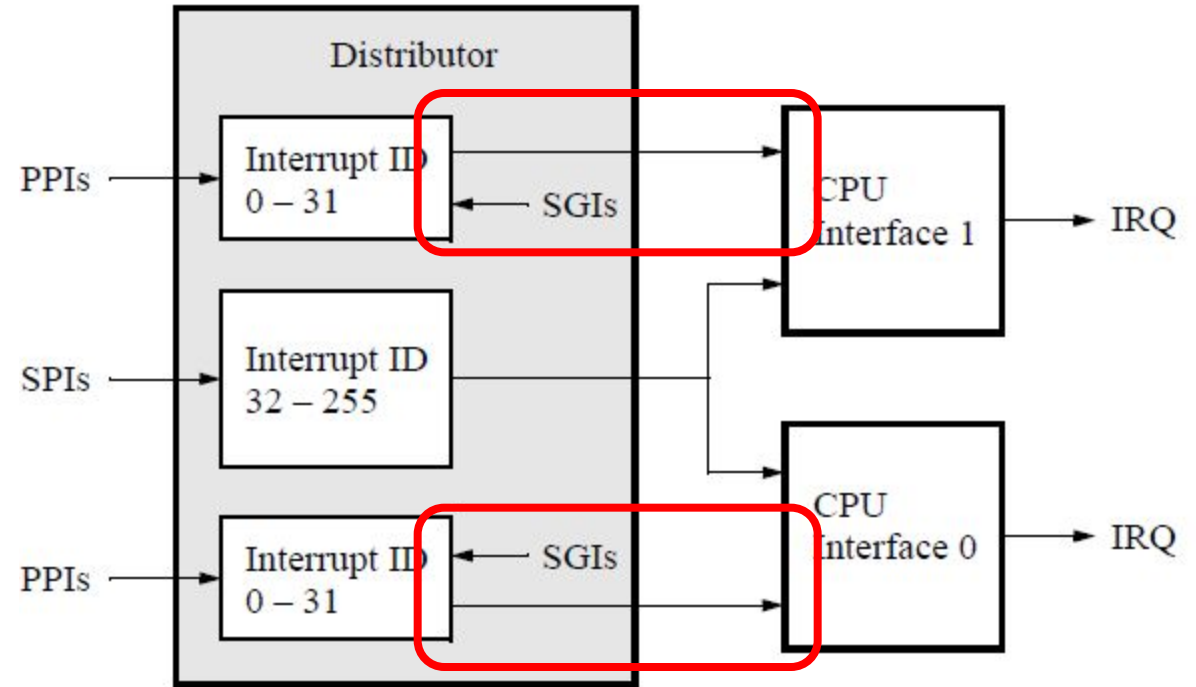 Distributor
PPIs
Interrupt ID
0 – 31
SGIs
CPU
Interface 1
IRQ
SPIs
Interrupt ID
32 – 255
PPIs
Interrupt ID
0 – 31
SGIs
CPU
Interface 0
IRQ